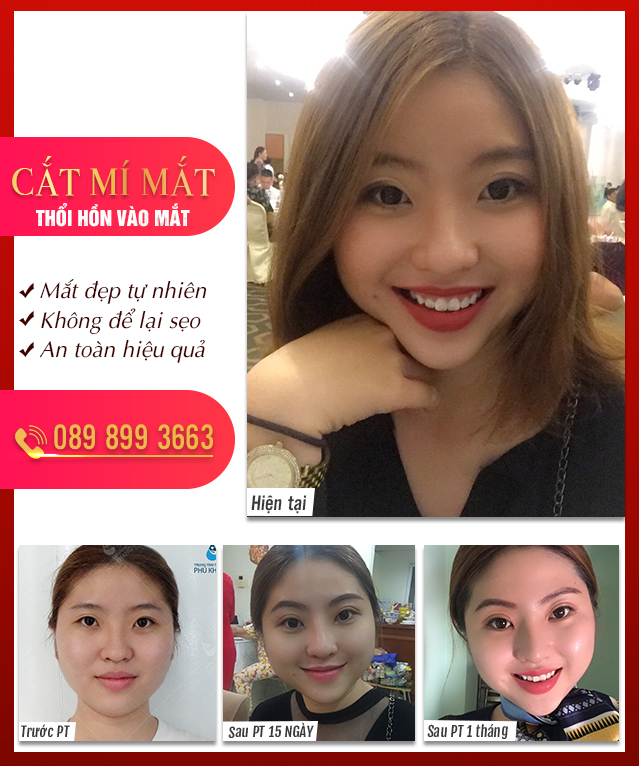 CẮT MÍ MẮT
THỔI HỒN VÀO MẮT
Mắt đẹp tự nhiên
Không để lại sẹo
An toàn hiệu quả
089 899 3663
Hiện tại
PHÚ
Trước PT
Sau PT 15 NGÀY
Sau PT 1 tháng